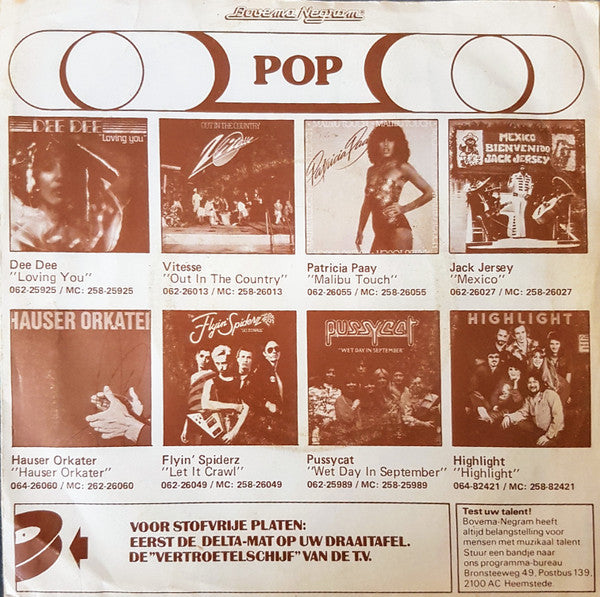 Bovema Negram
POP
DEE DEE
"Loving you"
OUT IN THE COUNTRY
Vitesse
Patricia Paay
MEXICO
BIENVENIDO
JACK JERSEY
Dee Dee
"Loving You"
062-25925 / MC: 258-25925
Vitesse
"Out In The Country"
062-26013 / MC: 258-26013
Patricia Paay
"Malibu Touch"
062-26055 / MC: 258-26055
Jack Jersey
"Mexico"
062-26027 / MC: 258-26027
HAUSER ORKATER
Flyin' Spiderz
pussycat
"WET DAY IN SEPTEMBER"
HIGHLIGHT
Hauser Orkater
"Hauser Orkater"
064-26060 / MC: 262-26060
Flyin' Spiderz
"Let It Crawl"
062-26049 / MC: 258-26049
Pussycat
"Wet Day In September"
062-25989 / MC: 258-25989
Highlight
"Highlight"
064-82421 / MC: 258-82421
VOOR STOFVRIJE PLATEN:
EERST DE DELTA-MAT OP UW DRAAITAFEL.
DE "VERTROETELSCHIJF" VAN DE T.V.
Test uw talent!
Bovema-Negram heeft
altijd belangstelling voor
mensen met muzikaal talent
Stuur een bandje naar
ons programma-bureau
Bronsteeweg 49, Postbus 139,
2100 AC Heemstede.